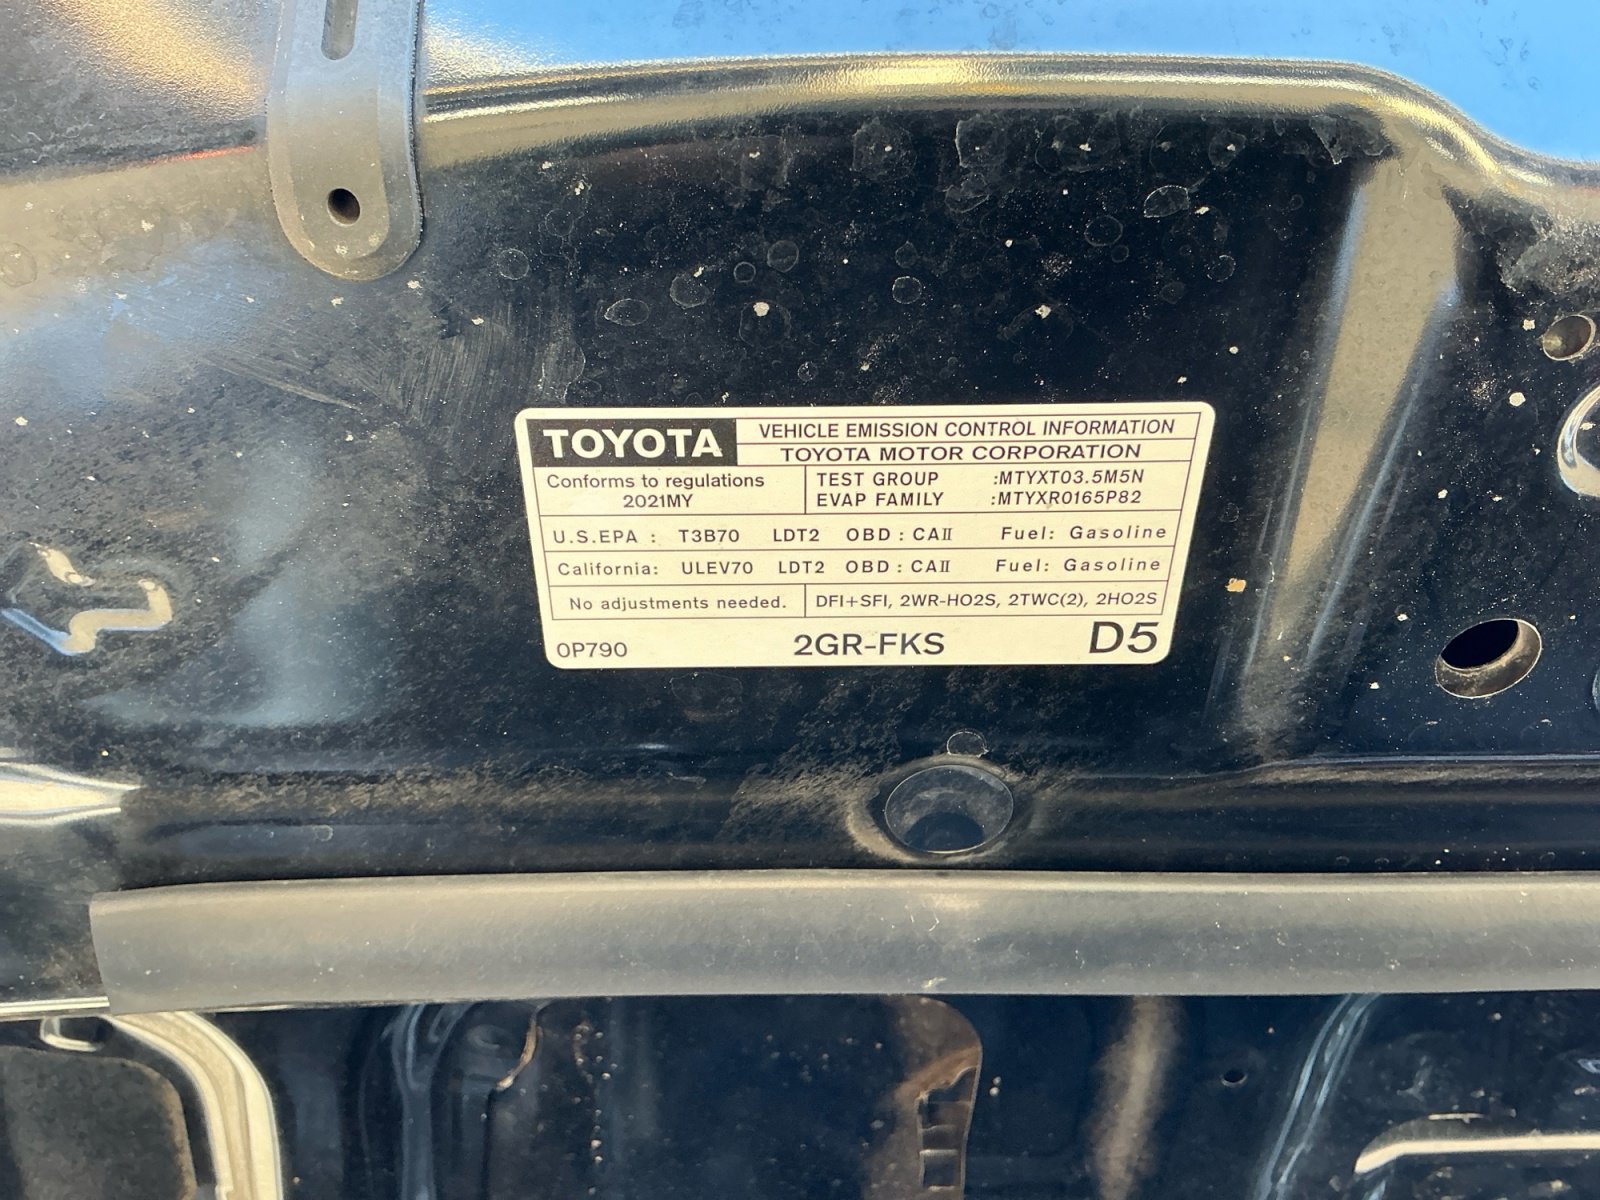 TOYOTA
VEHICLE EMISSION CONTROL INFORMATION
TOYOTA MOTOR CORPORATION
Conforms to regulations
2021MY
TEST GROUP :MTYXT03.5M5N
EVAP FAMILY :MTYXR0165P82
U.S.EPA : T3B70 LDT2 OBD : CAⅡ Fuel: Gasoline
California: ULEV70 LDT2 OBD : CAⅡ Fuel: Gasoline
No adjustments needed.
DFI+SFI, 2WR-HO2S, 2TWC(2), 2HO2S
0P790 2GR-FKS D5